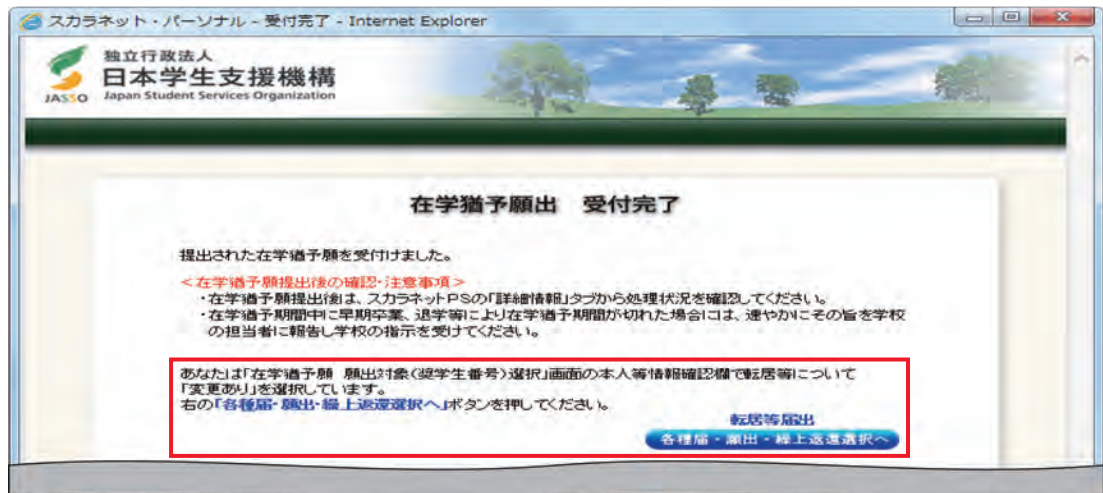 スカラネット・パーソナル - 受付完了 - Internet Explorer
独立行政法人
日本学生支援機構
JASSO Japan Student Services Organization
在学猶予願出 受付完了
提出された在学猶予願を受付けました。
<在学猶予願提出後の確認・注意事項>
・在学猶予願提出後は、スカラネットPSの「詳細情報」タブから処理状況を確認してください。
・在学猶予期間中に早期卒業、退学等により在学猶予期間が切れた場合には、速やかにその旨を学校
の担当者に報告し学校の指示を受けてください。
あなたは「在学猶予願 願出対象(奨学生番号)選択」画面の本人等情報確認欄で転居等について
「変更あり」を選択しています。
右の「各種届・願出・繰上返還選択へ」ボタンを押してください。
転居等届出
各種届・願出・繰上返還選択へ